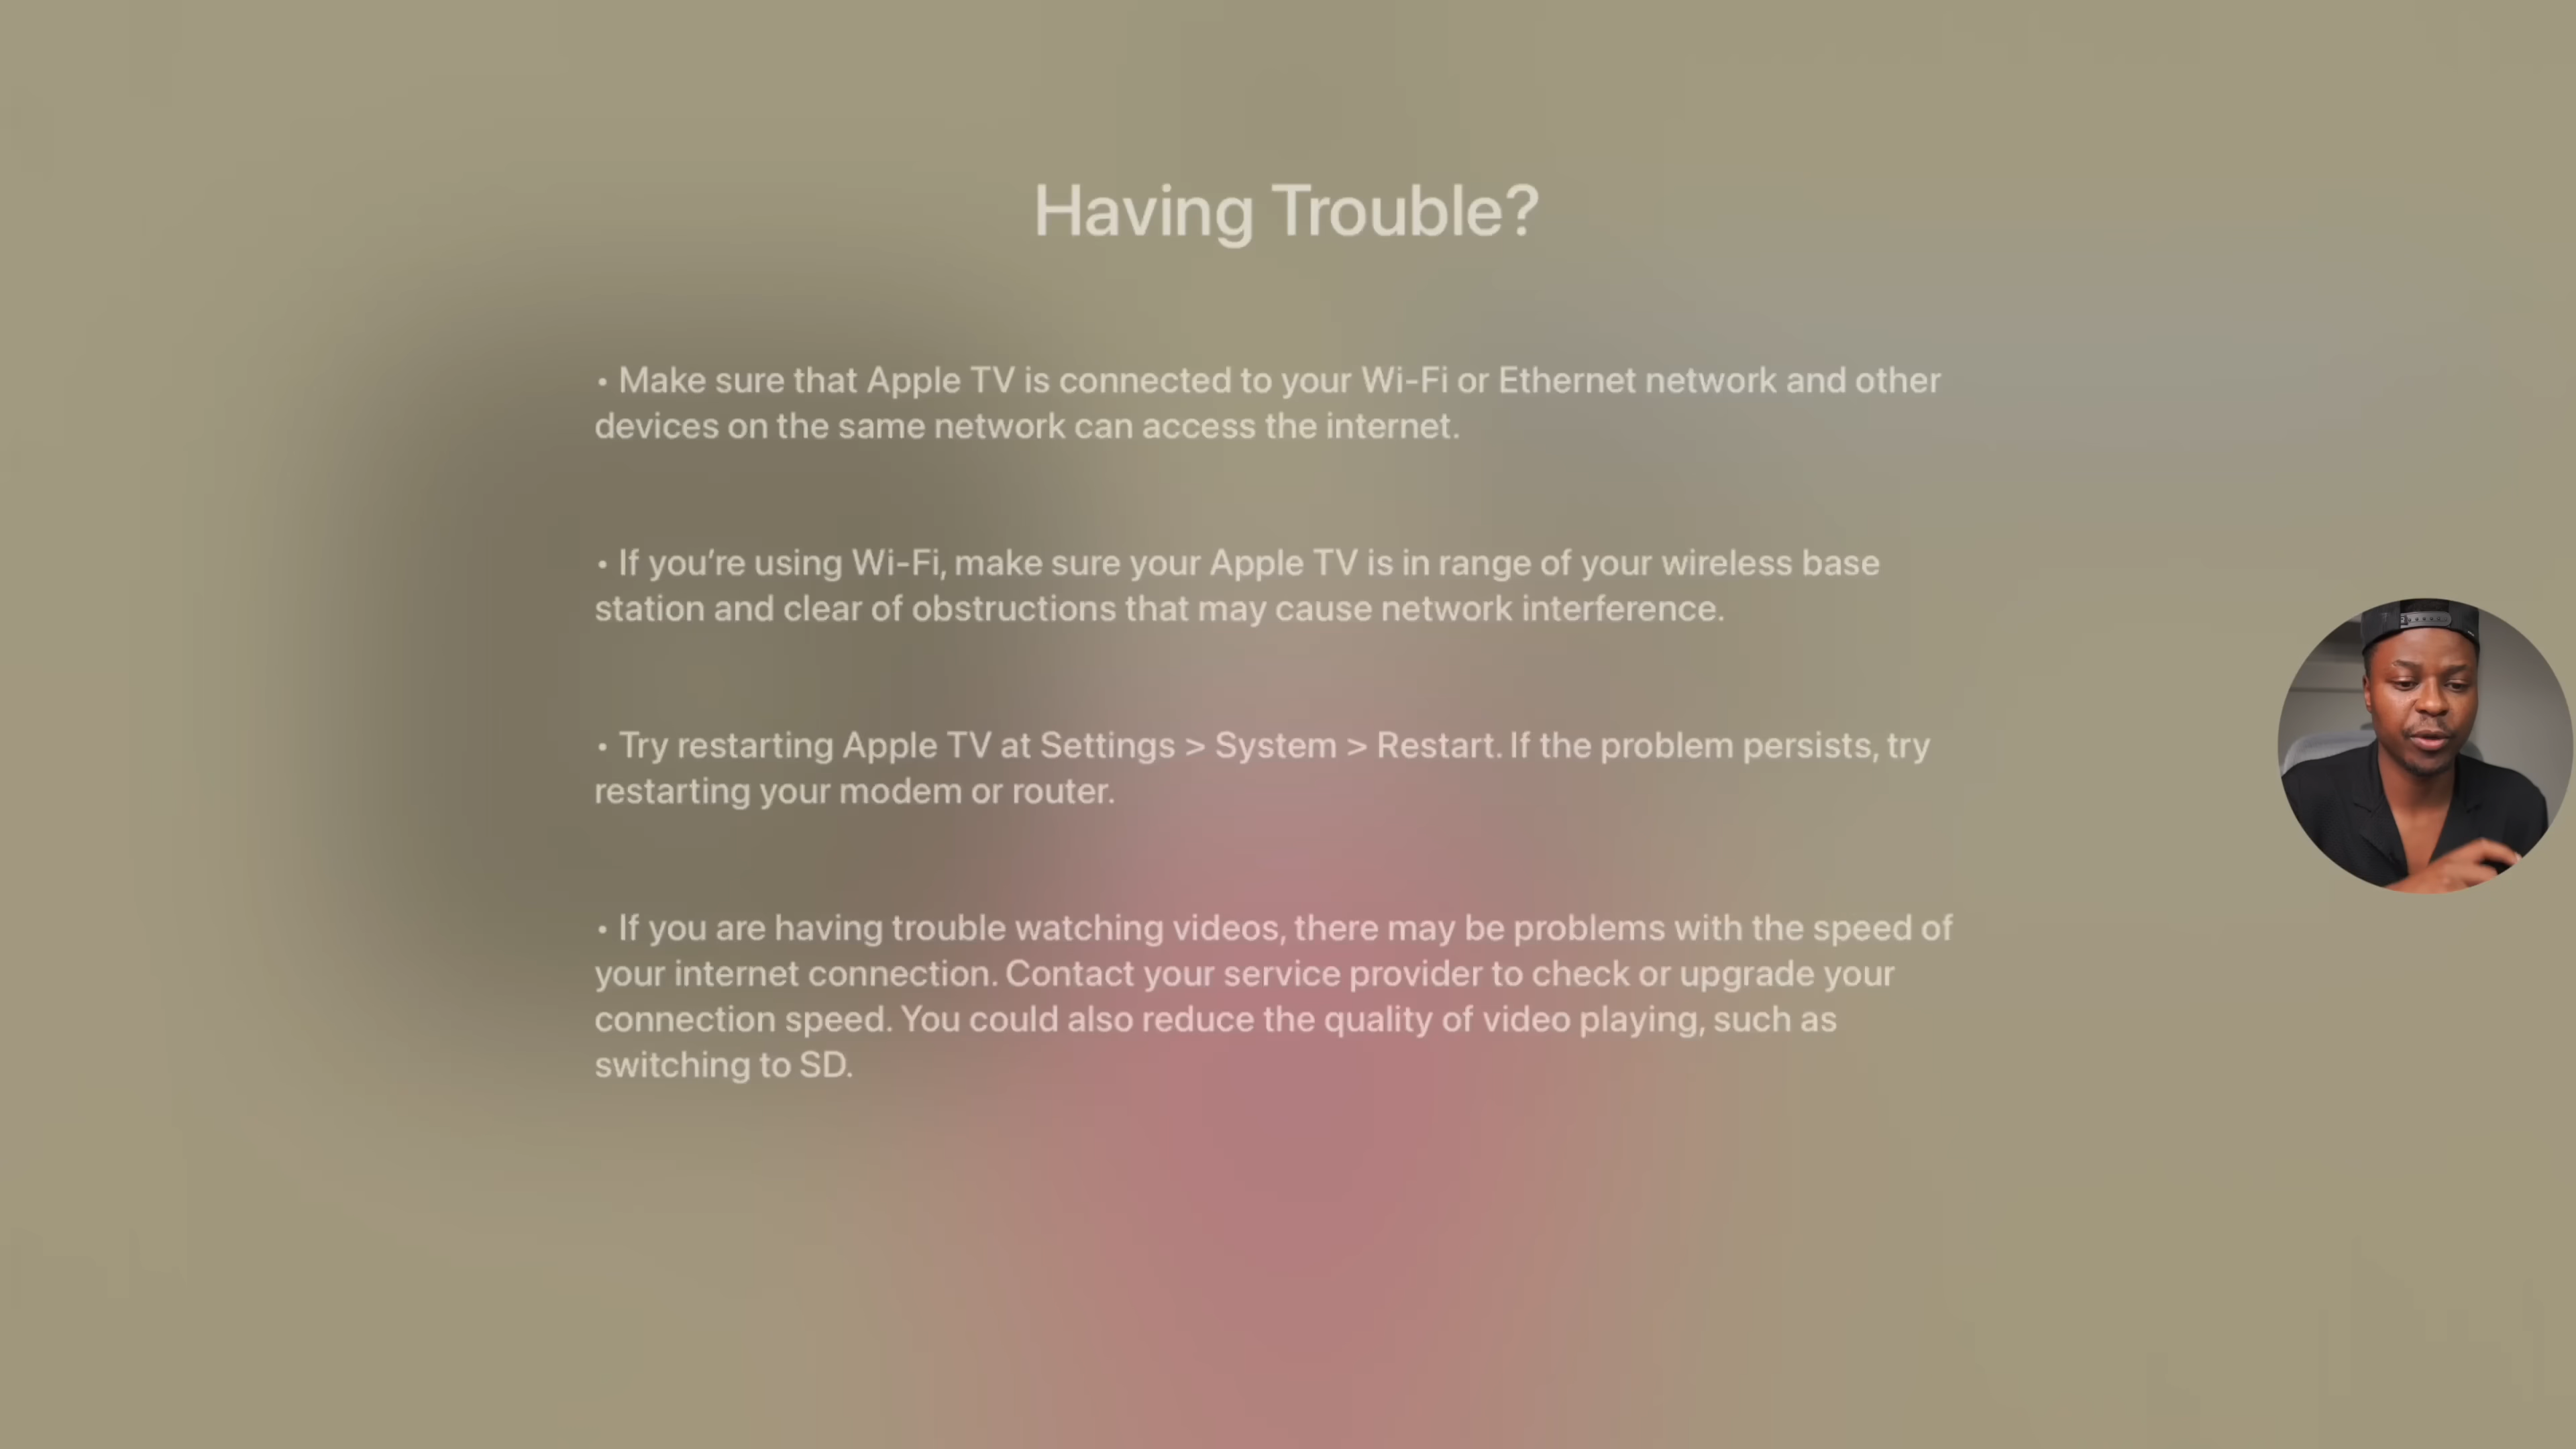 Having Trouble?
• Make sure that Apple TV is connected to your Wi-Fi or Ethernet network and other
devices on the same network can access the internet.
• If you’re using Wi-Fi, make sure your Apple TV is in range of your wireless base
station and clear of obstructions that may cause network interference.
• Try restarting Apple TV at Settings > System > Restart. If the problem persists, try
restarting your modem or router.
• If you are having trouble watching videos, there may be problems with the speed of
your internet connection. Contact your service provider to check or upgrade your
connection speed. You could also reduce the quality of video playing, such as
switching to SD.